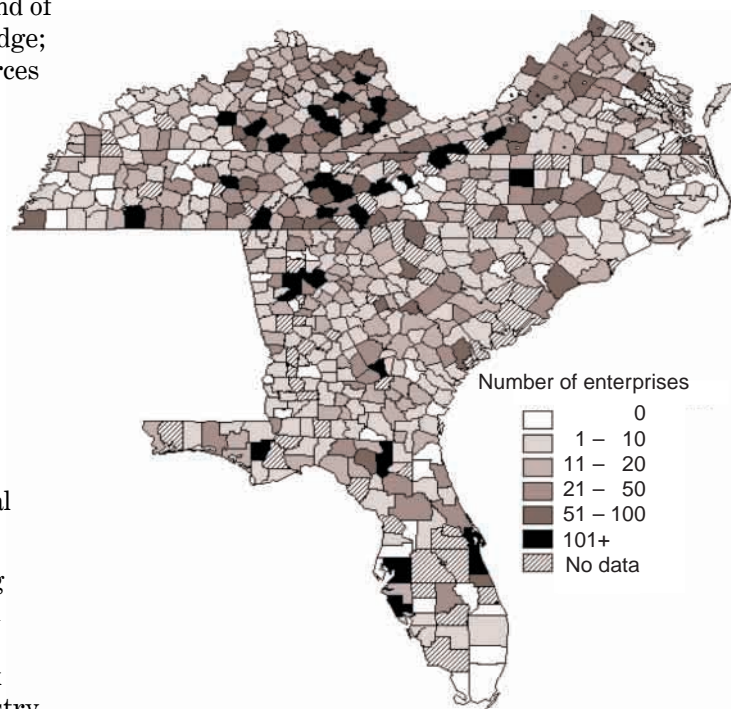 nd of
dge;
rces
Number of enterprises
0
1 – 10
11 – 20
21 – 50
51 – 100
101+
No data
al
g
stry